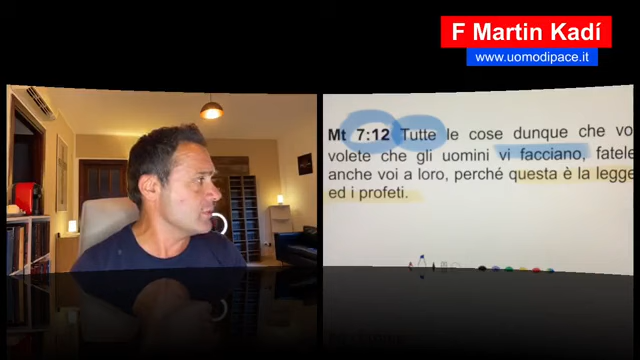 F Martin Kadí
www.uomodipace.it
Mt 7:12 Tutte le cose dunque che vo
volete che gli uomini vi facciano, fatele
anche voi a loro, perché questa è la legge
ed i profeti.